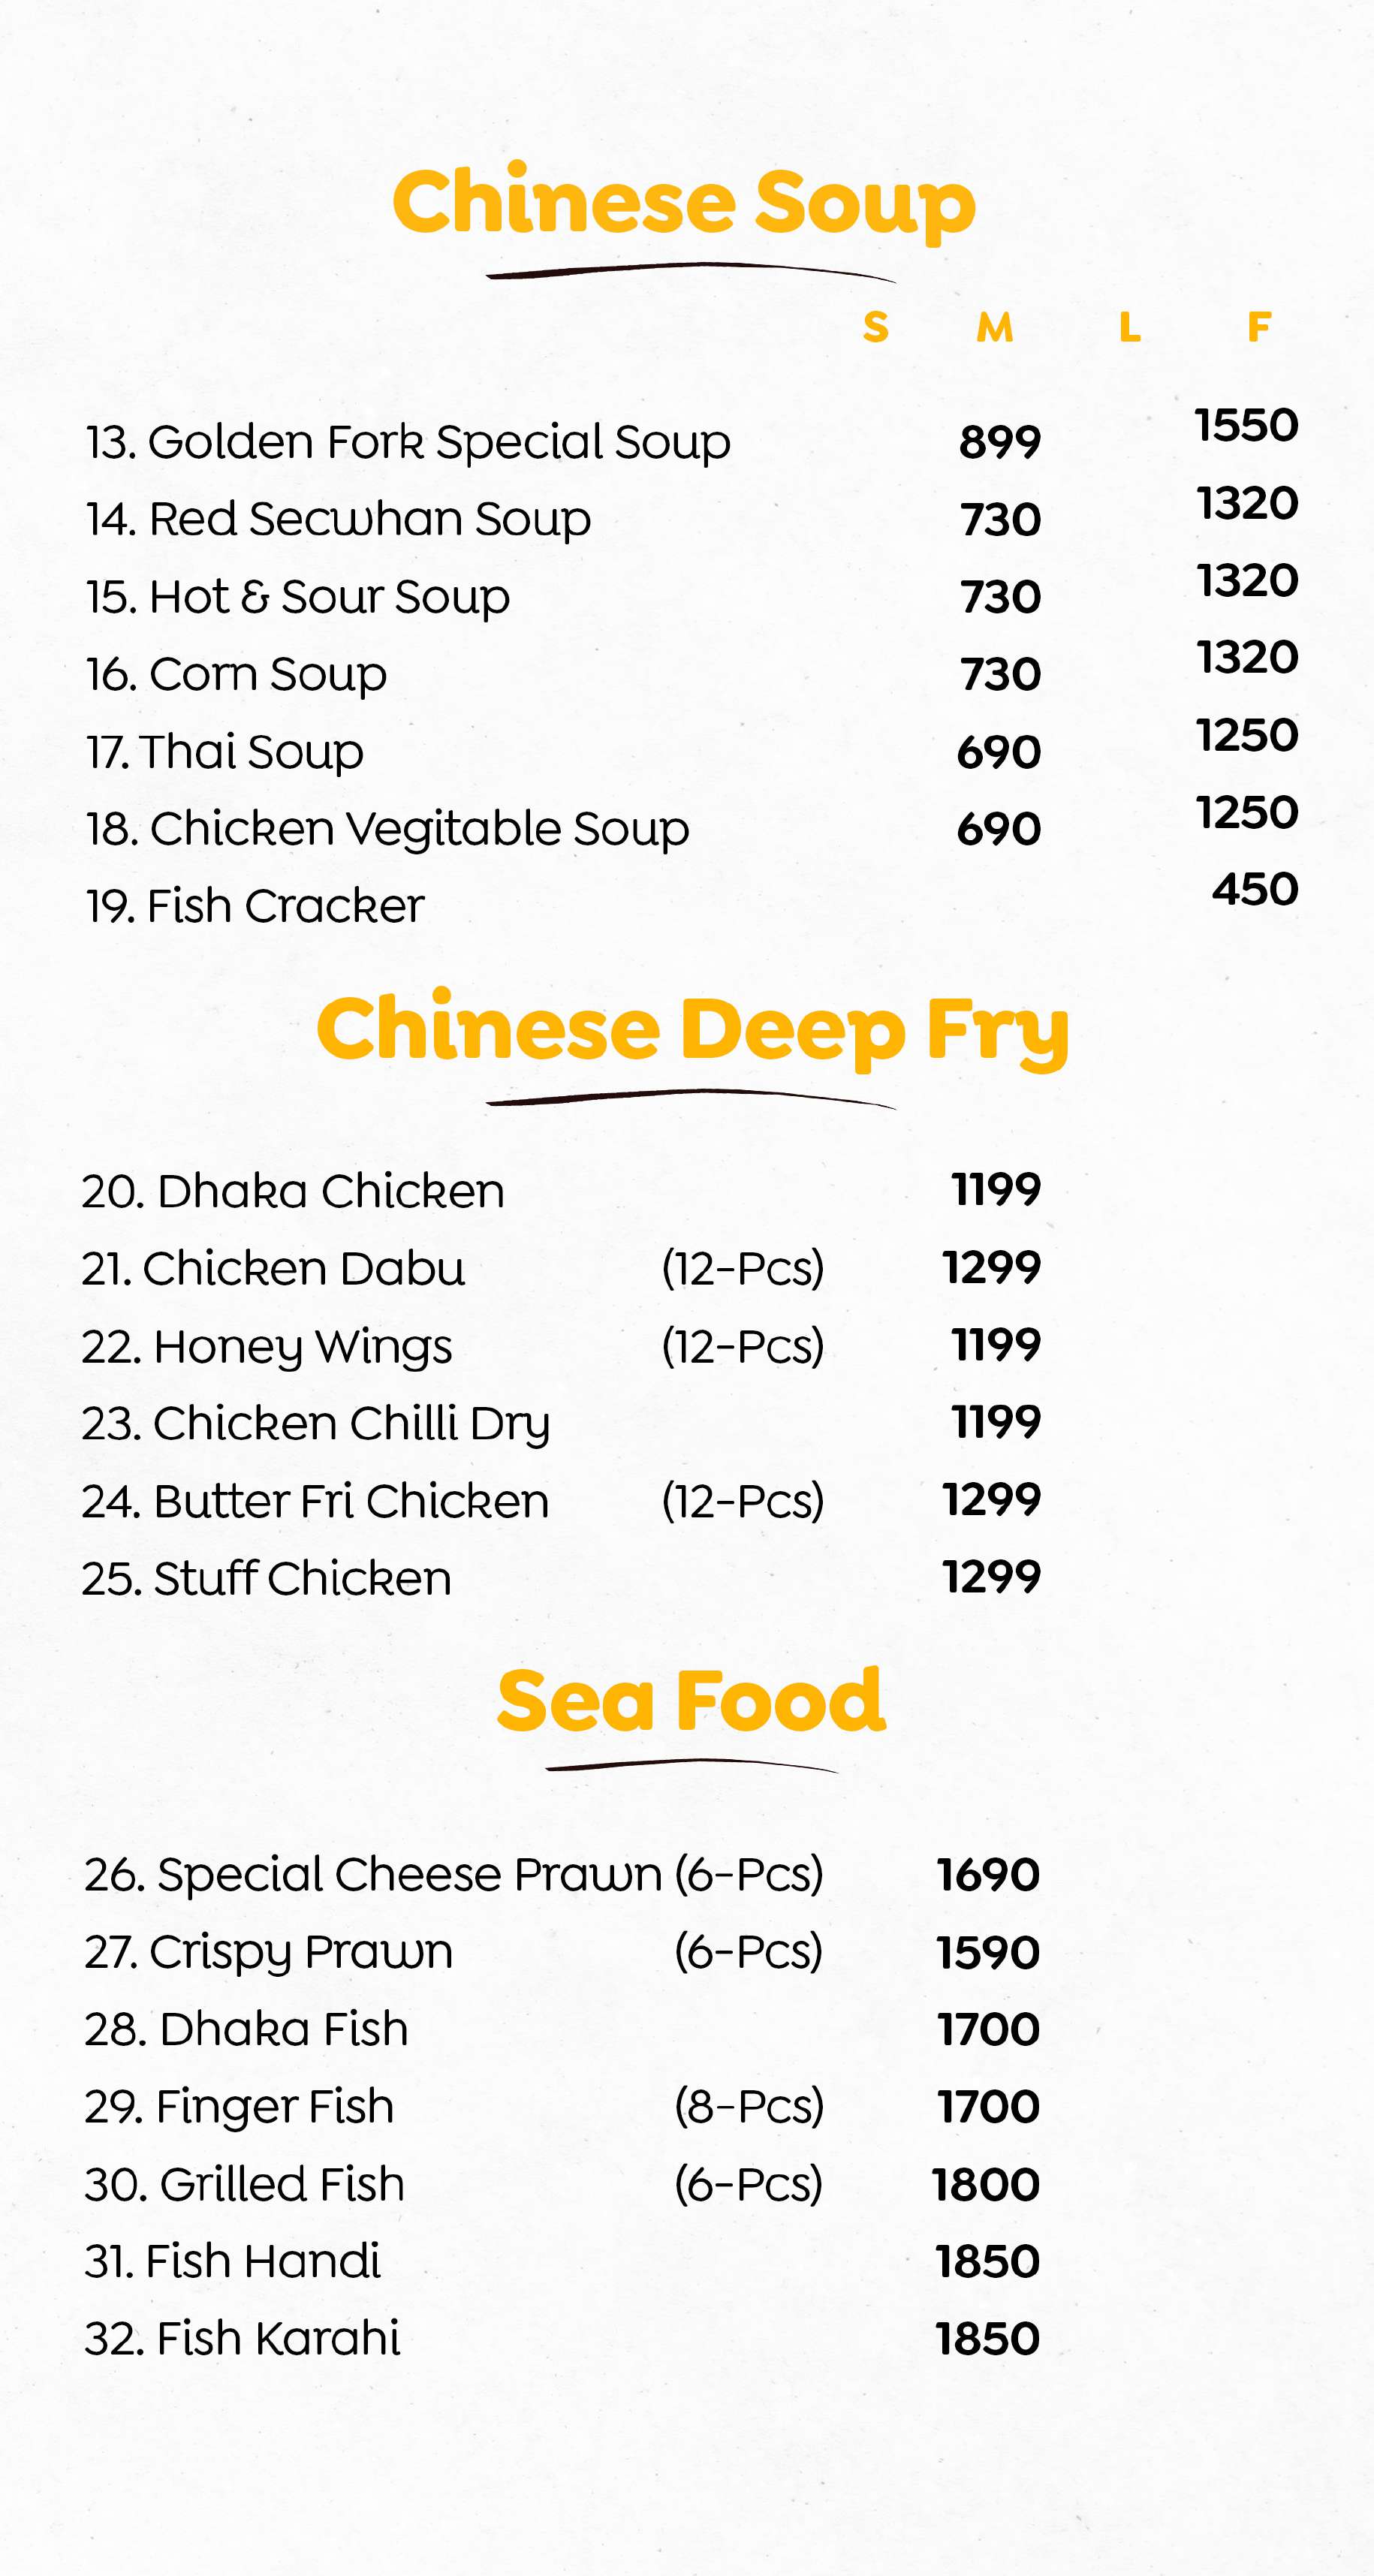 Chinese Soup
S M L F
13. Golden Fork Special Soup 899 1550
14. Red Secwhan Soup 730 1320
15. Hot & Sour Soup 730 1320
16. Corn Soup 730 1320
17. Thai Soup 690 1250
18. Chicken Vegitable Soup 690 1250
19. Fish Cracker 450
Chinese Deep Fry
20. Dhaka Chicken 1199
21. Chicken Dabu (12-Pcs) 1299
22. Honey Wings (12-Pcs) 1199
23. Chicken Chilli Dry 1199
24. Butter Fri Chicken (12-Pcs) 1299
25. Stuff Chicken 1299
Sea Food
26. Special Cheese Prawn (6-Pcs) 1690
27. Crispy Prawn (6-Pcs) 1590
28. Dhaka Fish 1700
29. Finger Fish (8-Pcs) 1700
30. Grilled Fish (6-Pcs) 1800
31. Fish Handi 1850
32. Fish Karahi 1850